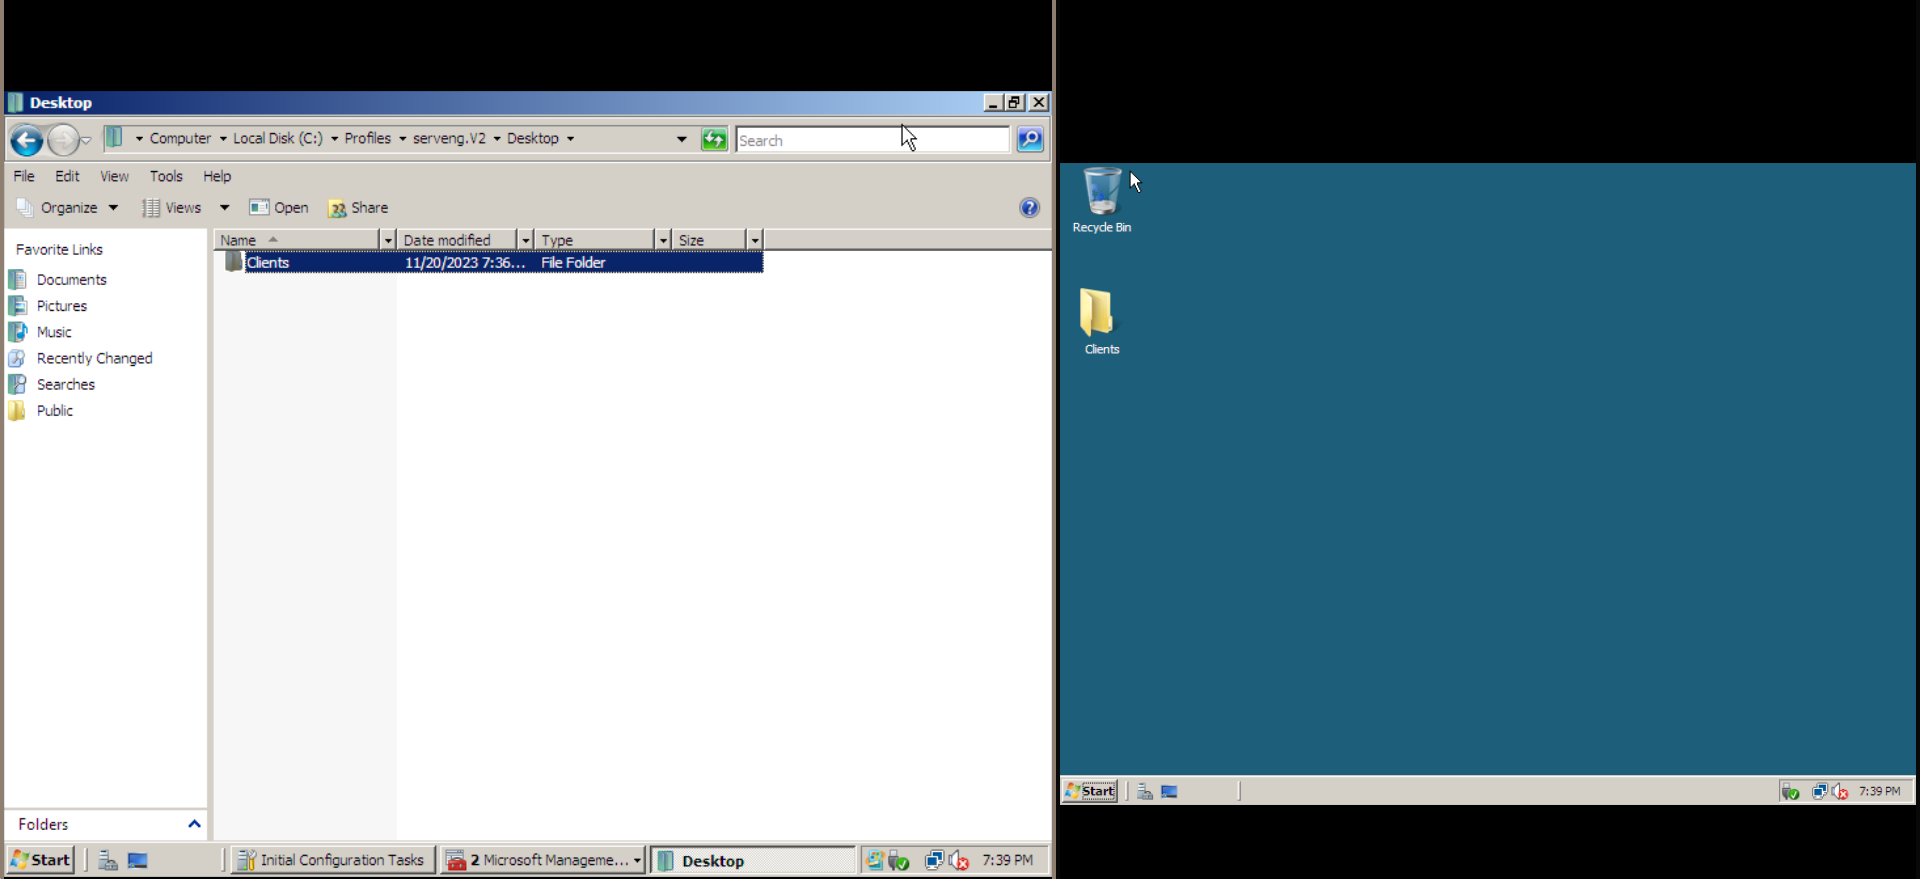 Desktop
Computer Local Disk (C:) Profiles serveng.V2 Desktop
Search
File Edit View Tools Help
Organize Views Open Share
Favorite Links
Documents
Pictures
Music
Recently Changed
Searches
Public
Folders
Name Date modified Type Size
Clients 11/20/2023 7:36... File Folder
Start Initial Configuration Tasks 2 Microsoft Manageme... Desktop 7:39 PM
Recycle Bin
Clients
Start 7:39 PM